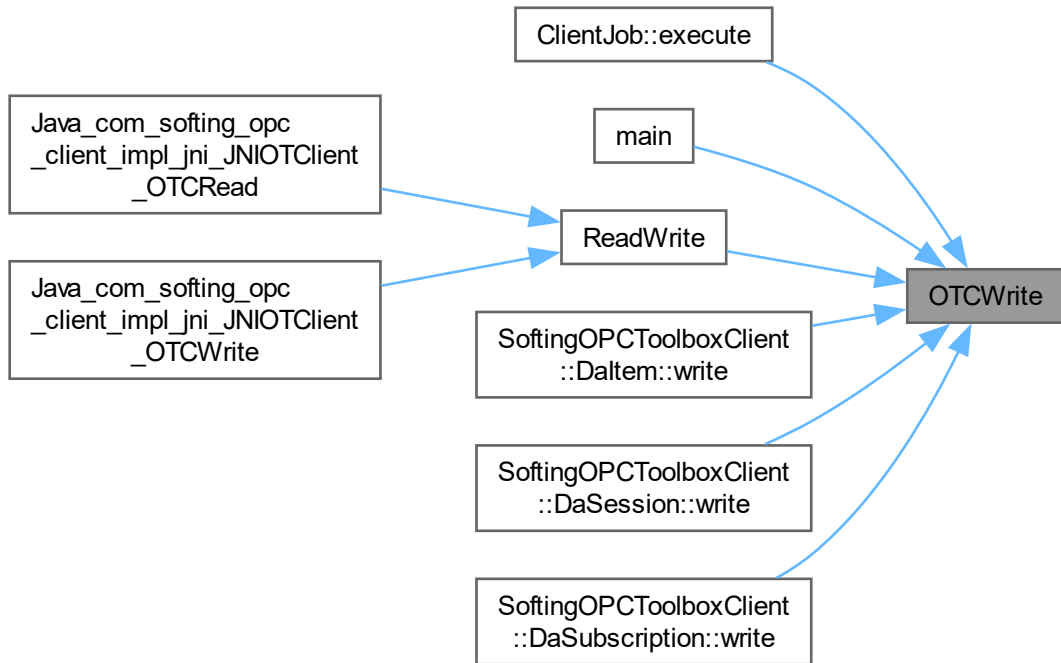 ClientJob::execute
main
Java_com_softing_opc
_client_impl_jni_JNIOTClient
_OTCRead
ReadWrite
Java_com_softing_opc
_client_impl_jni_JNIOTClient
_OTCWrite
OTCWrite
SoftingOPCToolboxClient
::DaItem::write
SoftingOPCToolboxClient
::DaSession::write
SoftingOPCToolboxClient
::DaSubscription::write